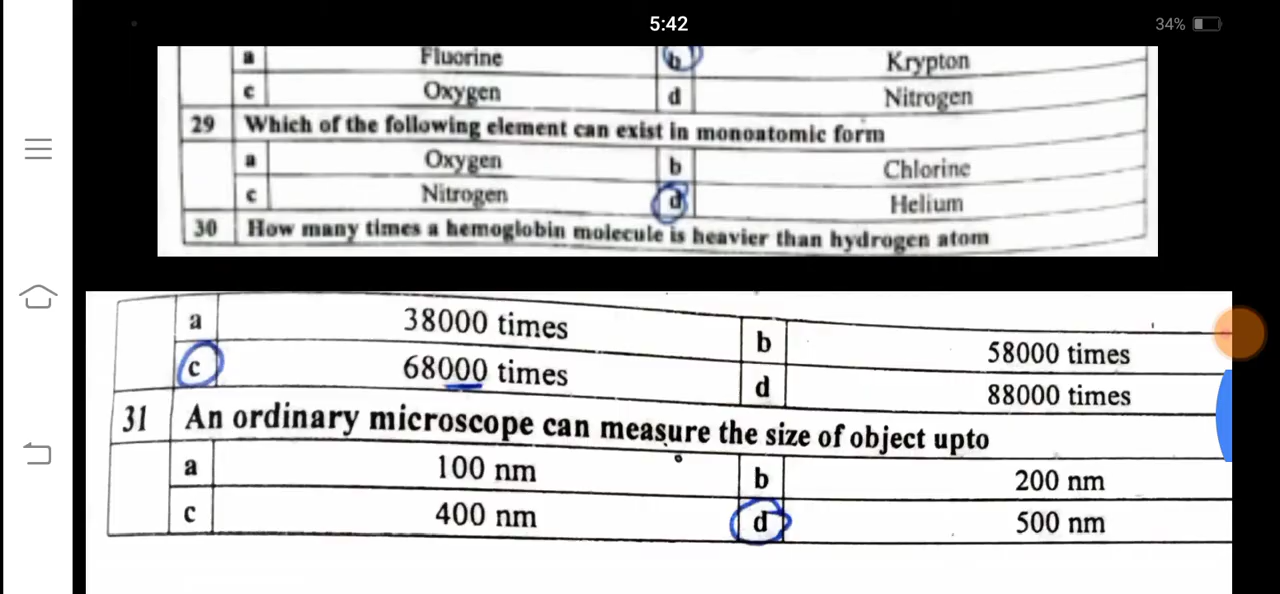 5:42 34%
a Fluorine b Krypton
c Oxygen d Nitrogen
29 Which of the following element can exist in monoatomic form
a Oxygen b Chlorine
c Nitrogen d Helium
30 How many times a hemoglobin molecule is heavier than hydrogen atom
a 38000 times b 58000 times
c 68000 times d 88000 times
31 An ordinary microscope can measure the size of object upto
a 100 nm b 200 nm
c 400 nm d 500 nm